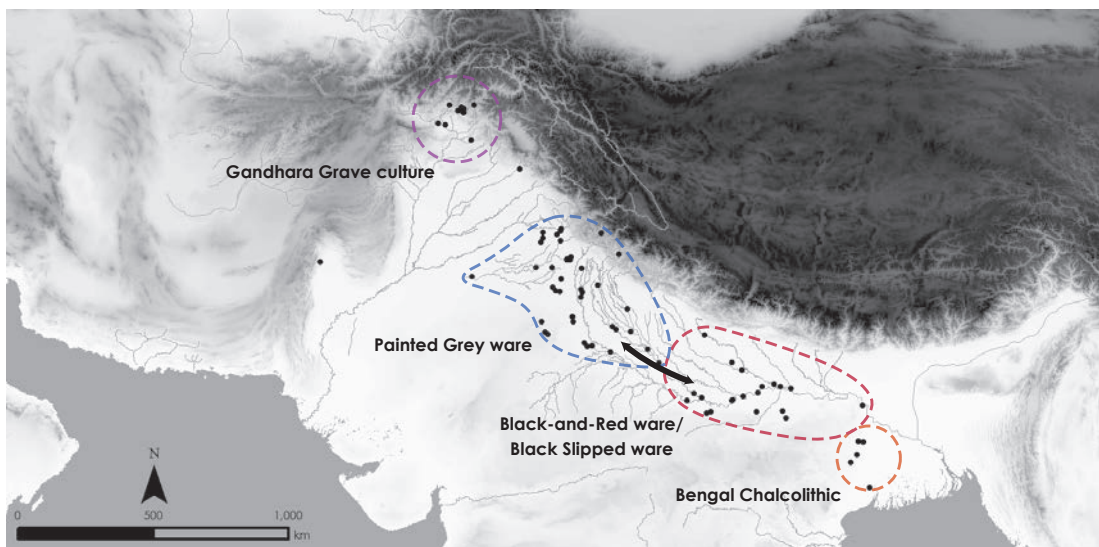 Gandhara Grave culture
Painted Grey ware
Black-and-Red ware/
Black Slipped ware
Bengal Chalcolithic
N
0 500 1,000
km